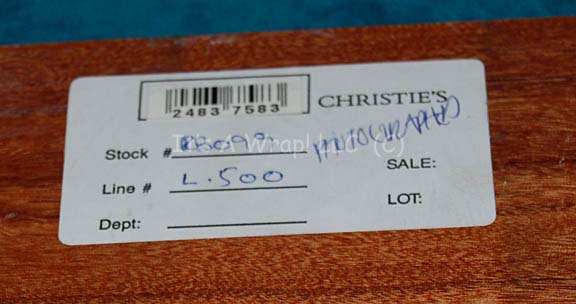 2483 7583
CHRISTIE'S
PHOTOGRAPHED
Stock #
Line # L.500
Dept:
SALE:
LOT: